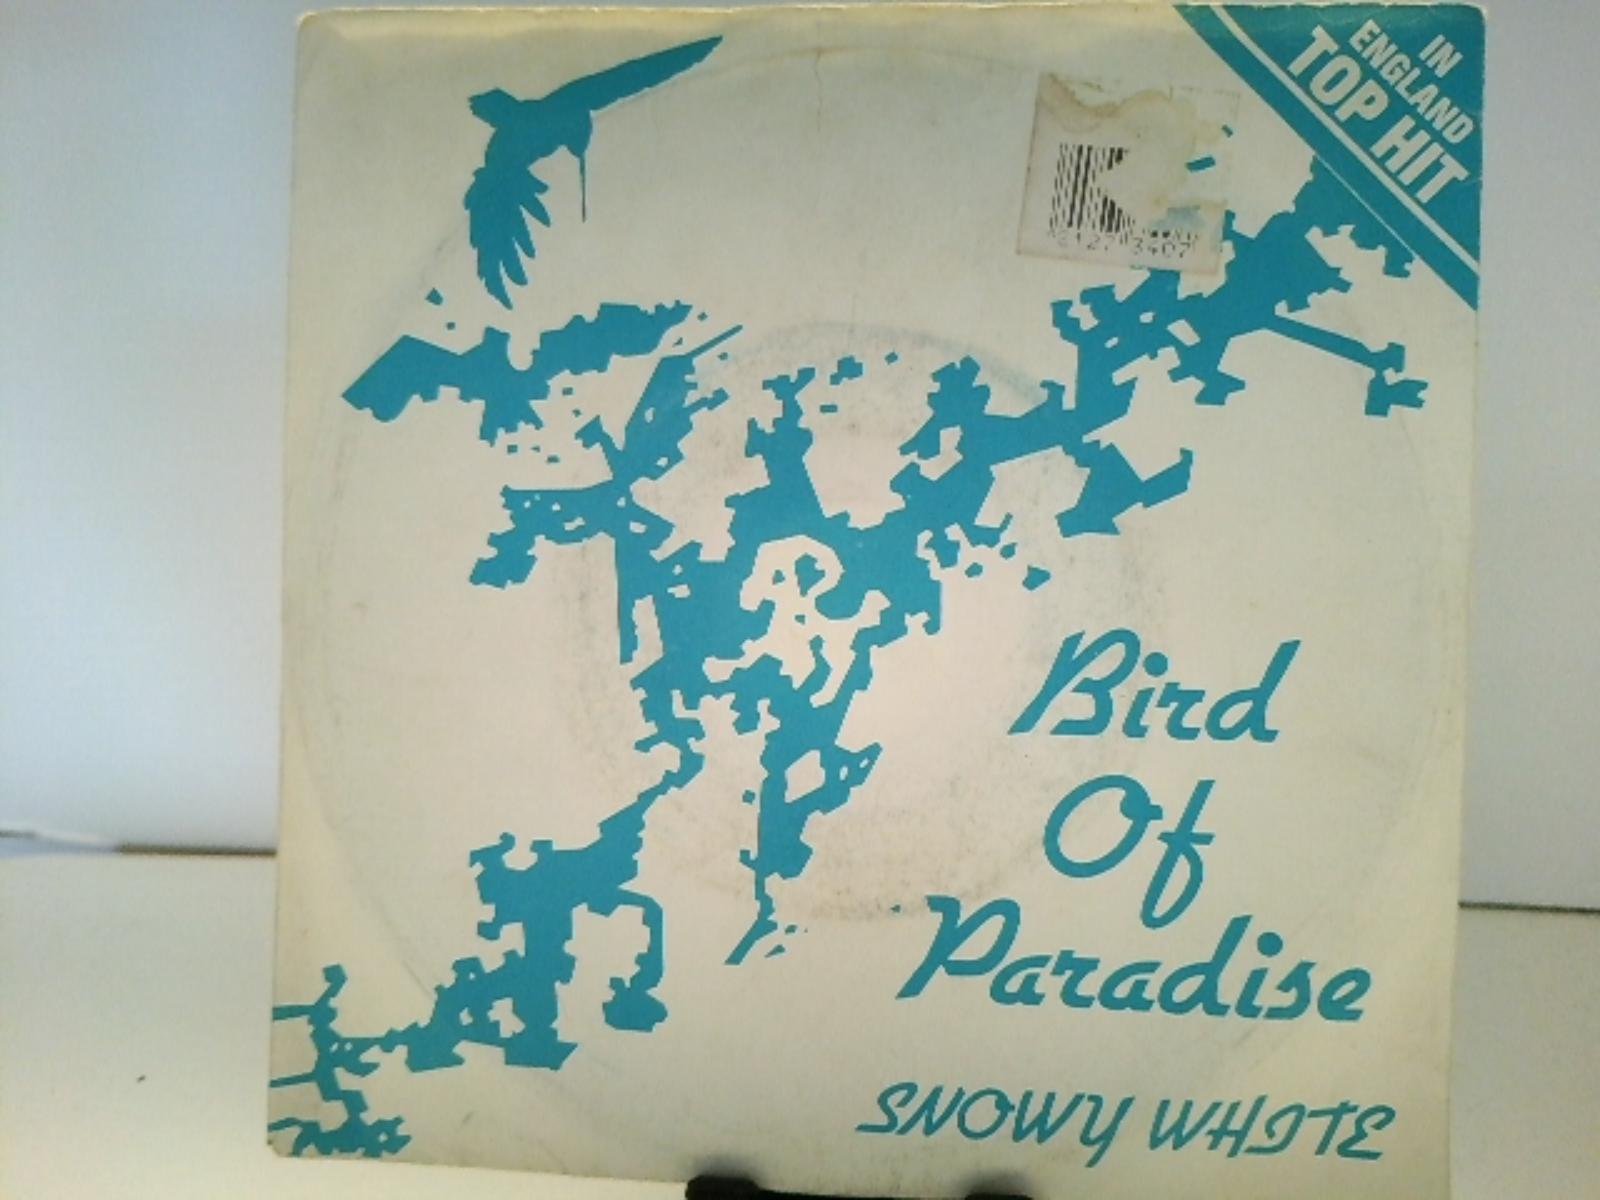 IN
ENGLAND
TOP HIT
Bird
Of
Paradise
SNOWY WHITE